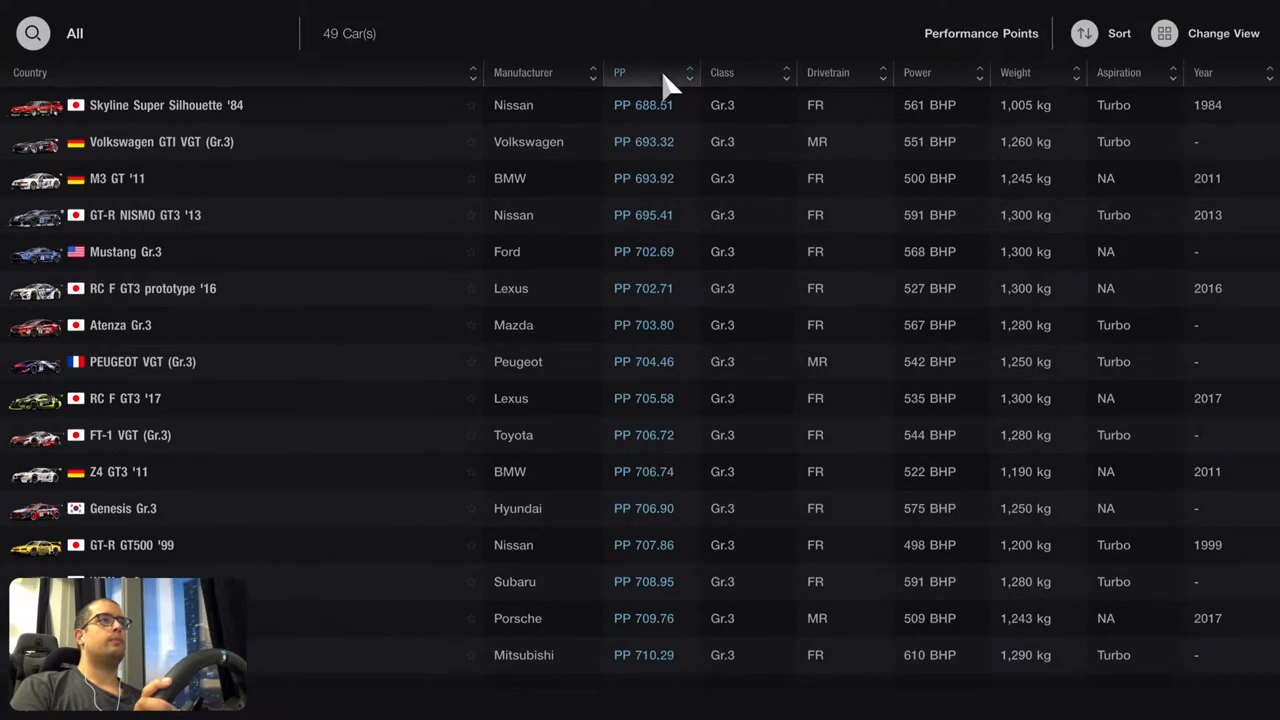 All 49 Car(s) Performance Points Sort Change View
Country Manufacturer PP Class Drivetrain Power Weight Aspiration Year
Skyline Super Silhouette '84 Nissan PP 688.51 Gr.3 FR 561 BHP 1,005 kg Turbo 1984
Volkswagen GTI VGT (Gr.3) Volkswagen PP 693.32 Gr.3 MR 551 BHP 1,260 kg Turbo -
M3 GT '11 BMW PP 693.92 Gr.3 FR 500 BHP 1,245 kg NA 2011
GT-R NISMO GT3 '13 Nissan PP 695.41 Gr.3 FR 591 BHP 1,300 kg Turbo 2013
Mustang Gr.3 Ford PP 702.69 Gr.3 FR 568 BHP 1,300 kg NA -
RC F GT3 prototype '16 Lexus PP 702.71 Gr.3 FR 527 BHP 1,300 kg NA 2016
Atenza Gr.3 Mazda PP 703.80 Gr.3 FR 567 BHP 1,280 kg Turbo -
PEUGEOT VGT (Gr.3) Peugeot PP 704.46 Gr.3 MR 542 BHP 1,250 kg Turbo -
RC F GT3 '17 Lexus PP 705.58 Gr.3 FR 535 BHP 1,300 kg NA 2017
FT-1 VGT (Gr.3) Toyota PP 706.72 Gr.3 FR 544 BHP 1,280 kg Turbo -
Z4 GT3 '11 BMW PP 706.74 Gr.3 FR 522 BHP 1,190 kg NA 2011
Genesis Gr.3 Hyundai PP 706.90 Gr.3 FR 575 BHP 1,250 kg NA -
GT-R GT500 '99 Nissan PP 707.86 Gr.3 FR 498 BHP 1,200 kg Turbo 1999
Subaru PP 708.95 Gr.3 FR 591 BHP 1,280 kg Turbo -
Porsche PP 709.76 Gr.3 MR 509 BHP 1,243 kg NA 2017
Mitsubishi PP 710.29 Gr.3 FR 610 BHP 1,290 kg Turbo -